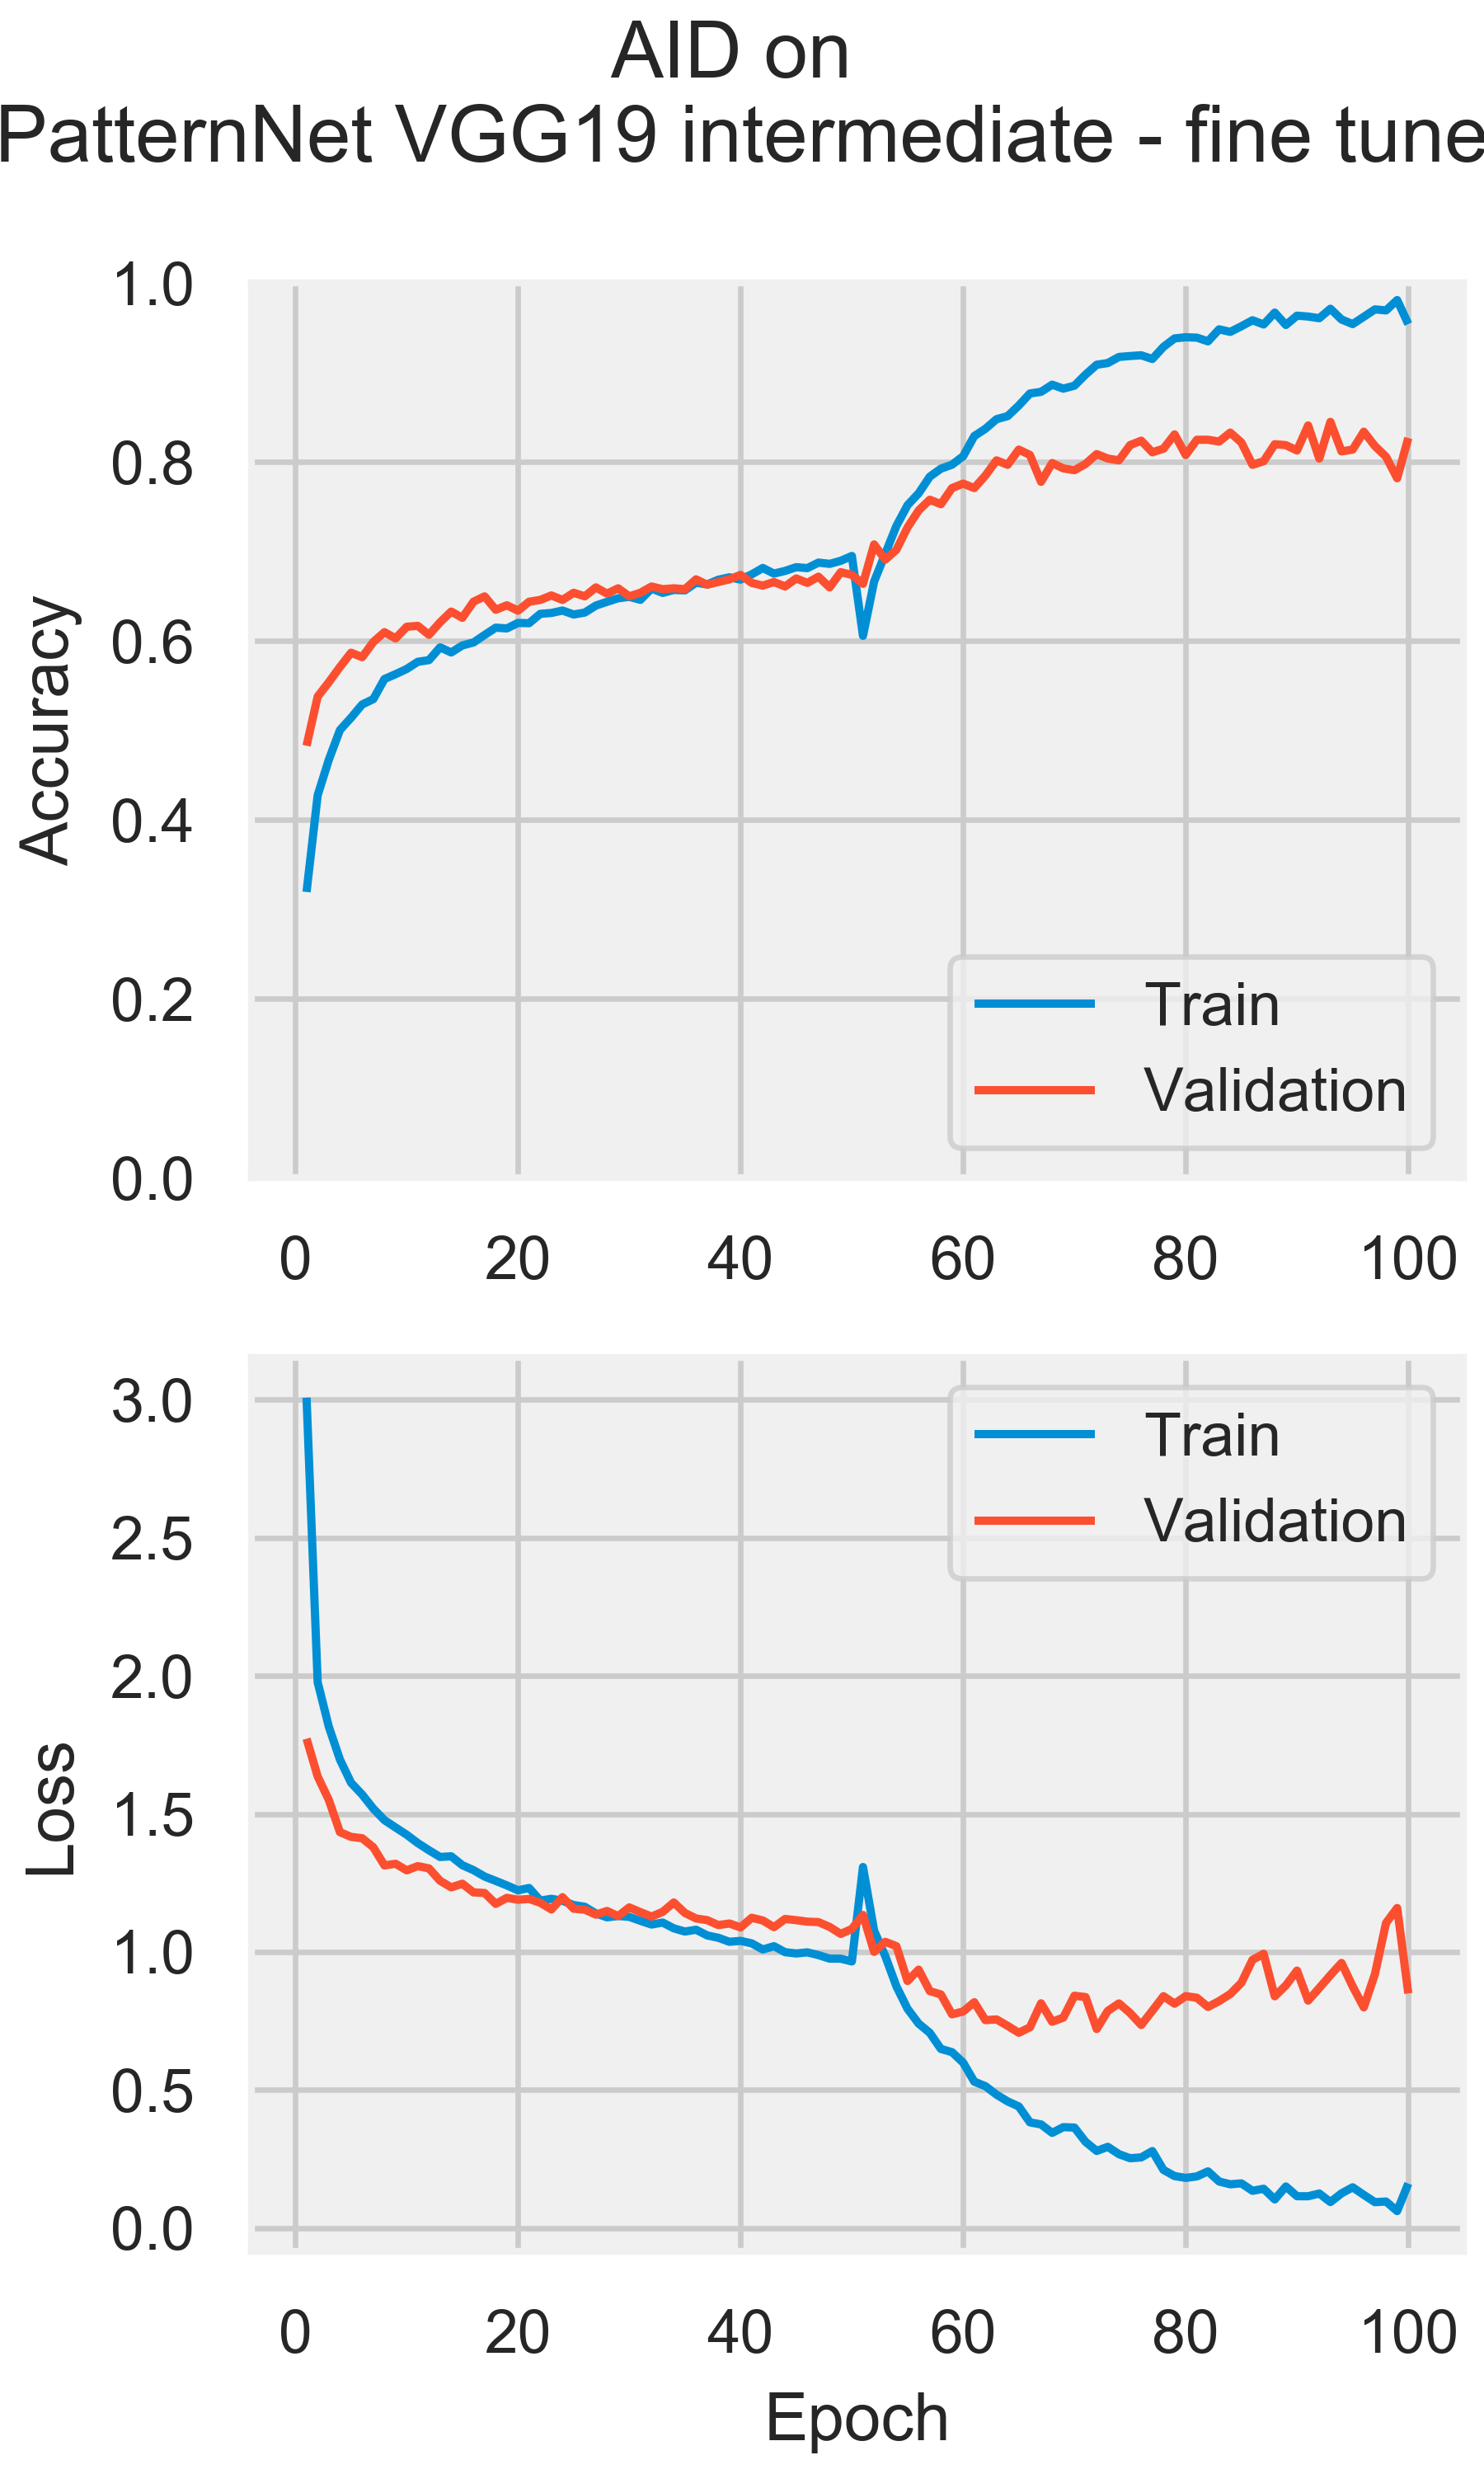 AID on
PatternNet VGG19 intermediate - fine tune
1.0
0.8
0.6
0.4
0.2
0.0
Accuracy
Train
Validation
0 20 40 60 80 100
3.0
2.5
2.0
1.5
1.0
0.5
0.0
Loss
Train
Validation
0 20 40 60 80 100
Epoch